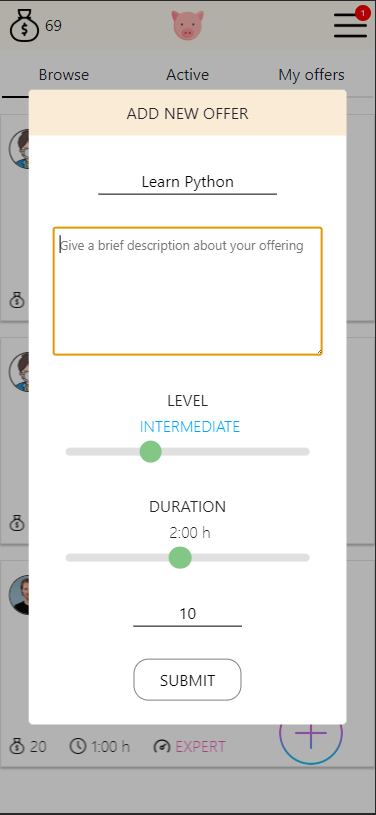 69
1
Browse Active My offers
ADD NEW OFFER
Learn Python
Give a brief description about your offering
LEVEL
INTERMEDIATE
DURATION
2:00 h
10
SUBMIT
20 1:00 h EXPERT